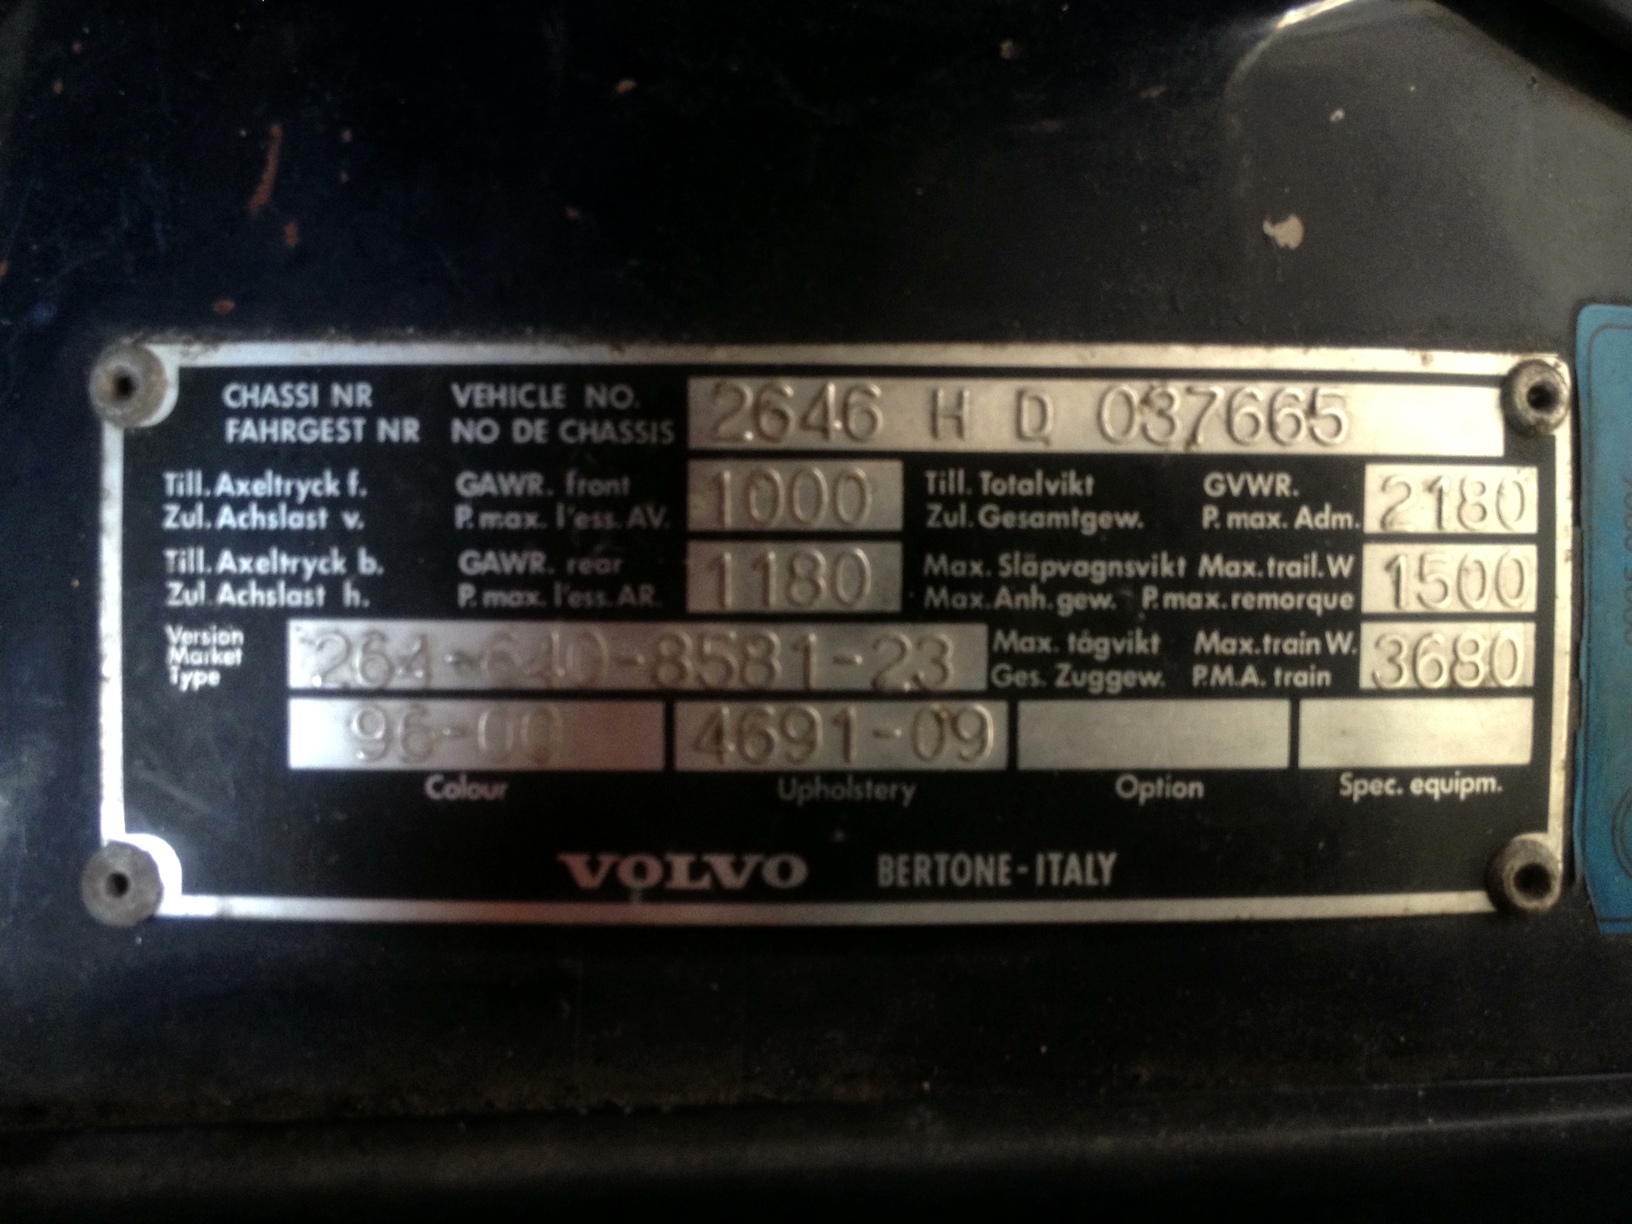 CHASSI NR VEHICLE NO. 2646 H D 037665
FAHRGEST NR NO DE CHASSIS
Till. Axeltryck f. GAWR. front 1000 Till. Totalvikt GVWR. 2180
Zul. Achslast v. P. max. l'ess. AV. Zul. Gesamtgew. P. max. Adm.
Till. Axeltryck b. GAWR. rear 1180 Max. Släpvagnsvikt Max. trail. W 1500
Zul. Achslast h. P. max. l'ess. AR. Max. Anh. gew. P. max. remorque
Version 264-640-8581-23 Max. tågvikt Max. train W. 3680
Market
Type Ges. Zuggew. P.M.A. train
96-00 4691-09
Colour Upholstery Option Spec. equipm.
VOLVO BERTONE-ITALY